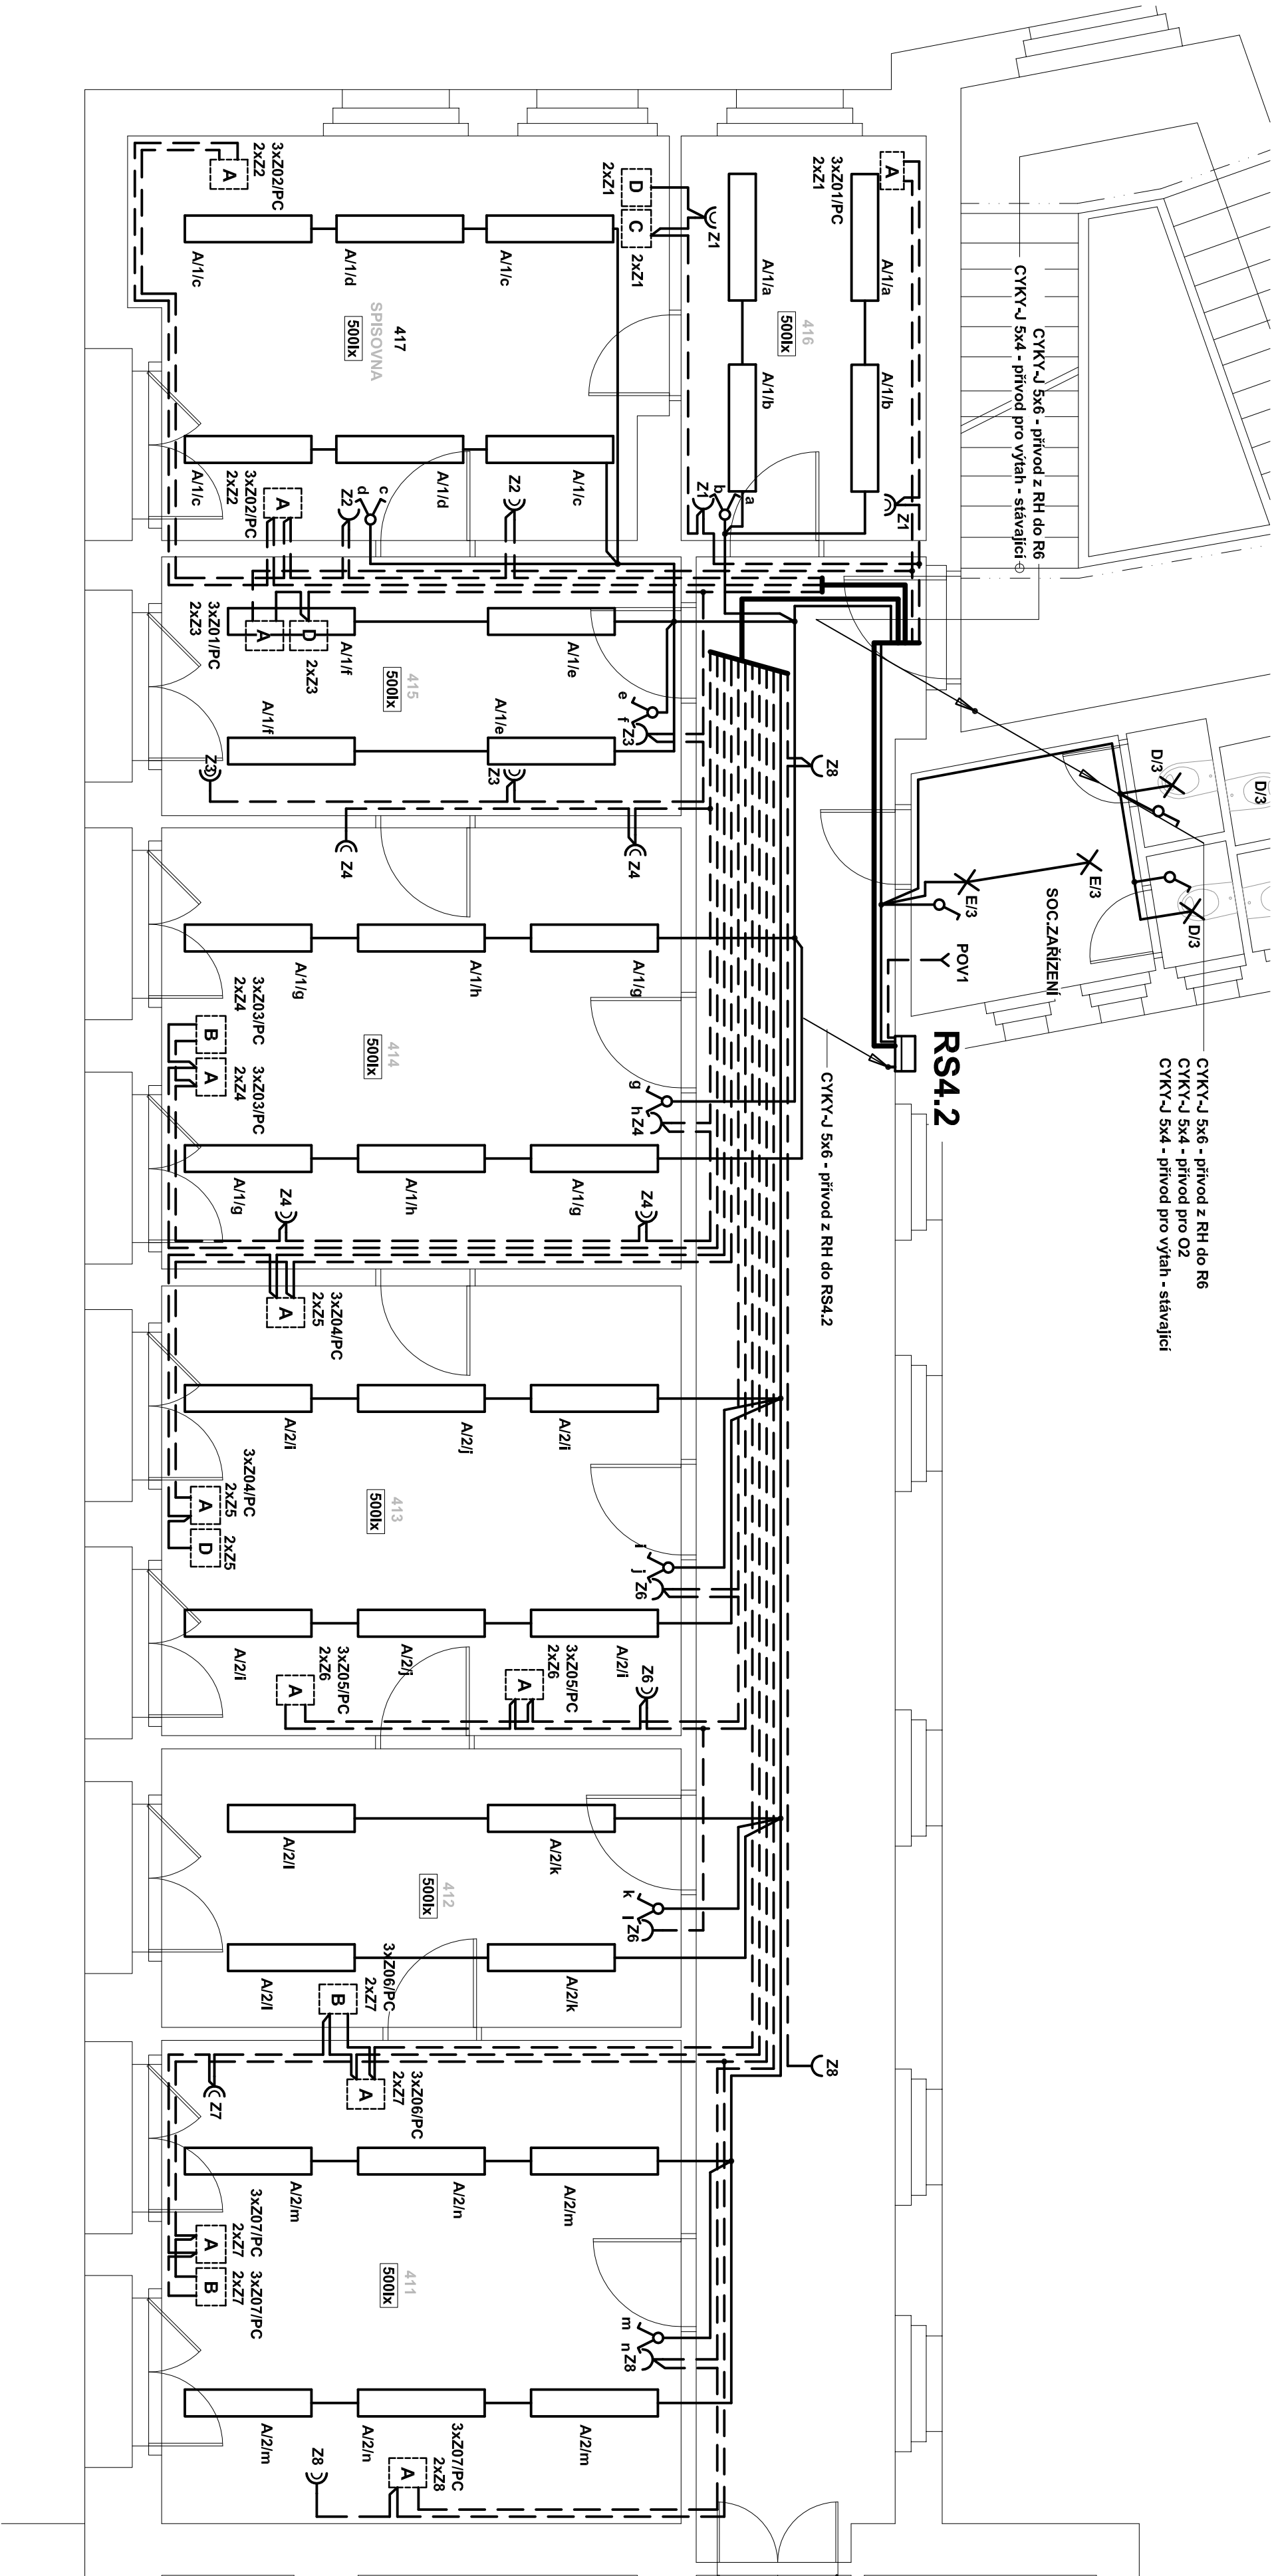 CYKY-J 5x6 - přívod z RH do R6
CYKY-J 5x4 - přívod pro výtah - stávající
CYKY-J 5x6 - přívod z RH do R6
CYKY-J 5x4 - přívod pro O2
CYKY-J 5x4 - přívod pro výtah - stávající
D/3
D/3
D/3
E/3
E/3
SOC.ZAŘÍZENÍ
POV1
RS4.2
CYKY-J 5x6 - přívod z RH do RS4.2
Z8
Z8
A
3xZ01/PC
2xZ1
A/1/a
A/1/b
A/1/a
A/1/b
416
500lx
Z1
Z1
a
b
Z1
D
2xZ1
C
2xZ1
3xZ02/PC
2xZ2
A
A/1/c
A/1/d
A/1/c
417
SPISOVNA
500lx
A/1/c
A/1/d
A/1/c
3xZ02/PC
2xZ2
A
c
d
Z2
Z2
3xZ01/PC
2xZ3
A
D
2xZ3
A/1/f
A/1/e
415
500lx
A/1/f
A/1/e
e
f
Z3
Z3
Z3
Z4
Z4
A/1/g
A/1/h
A/1/g
3xZ03/PC
2xZ4
B
A
3xZ03/PC
2xZ4
414
500lx
g
h
Z4
A/1/g
A/1/h
A/1/g
Z4
Z4
3xZ04/PC
2xZ5
A
A/2/i
A/2/j
A/2/i
3xZ04/PC
2xZ5
A
D
2xZ5
413
500lx
i
j
Z6
A/2/i
A/2/j
A/2/i
3xZ05/PC
2xZ6
A
3xZ05/PC
2xZ6
A
Z6
A/2/l
A/2/k
412
500lx
k
l
Z6
A/2/l
A/2/k
3xZ06/PC
2xZ7
B
3xZ06/PC
2xZ7
A
Z7
A/2/m
A/2/n
A/2/m
3xZ07/PC
2xZ7
A
B
3xZ07/PC
2xZ7
411
500lx
m
n
Z8
A/2/m
A/2/n
A/2/m
3xZ07/PC
2xZ8
A
Z8